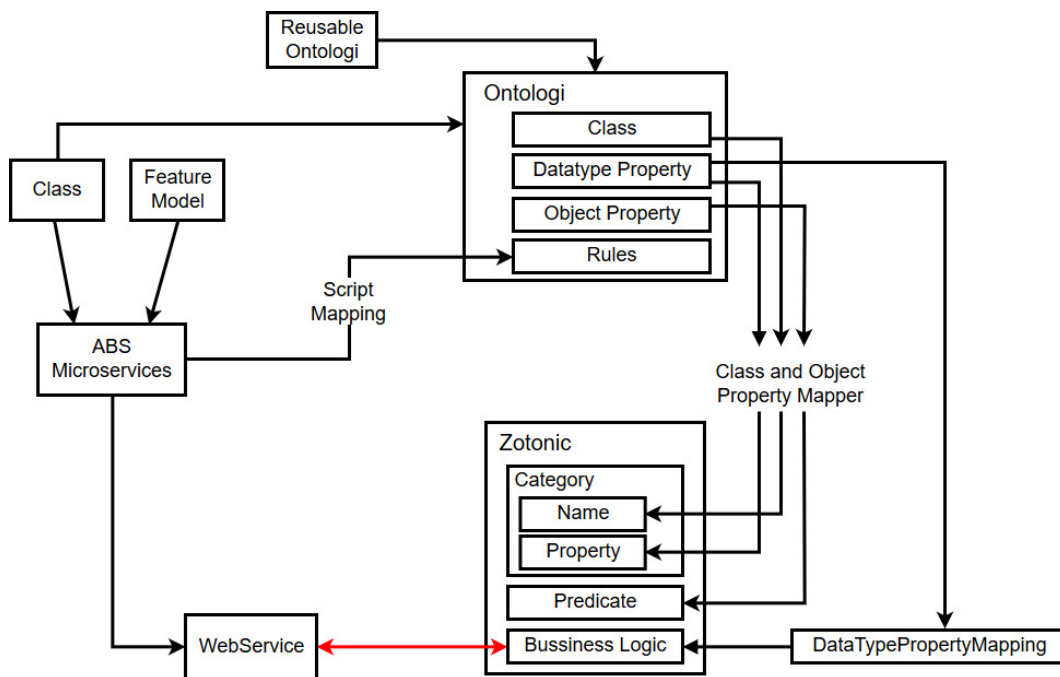 Reusable
Ontologi
Ontologi
Class
Datatype Property
Object Property
Rules
Class
Feature
Model
Script
Mapping
ABS
Microservices
Class and Object
Property Mapper
Zotonic
Category
Name
Property
Predicate
Bussiness Logic
WebService
DataTypePropertyMapping